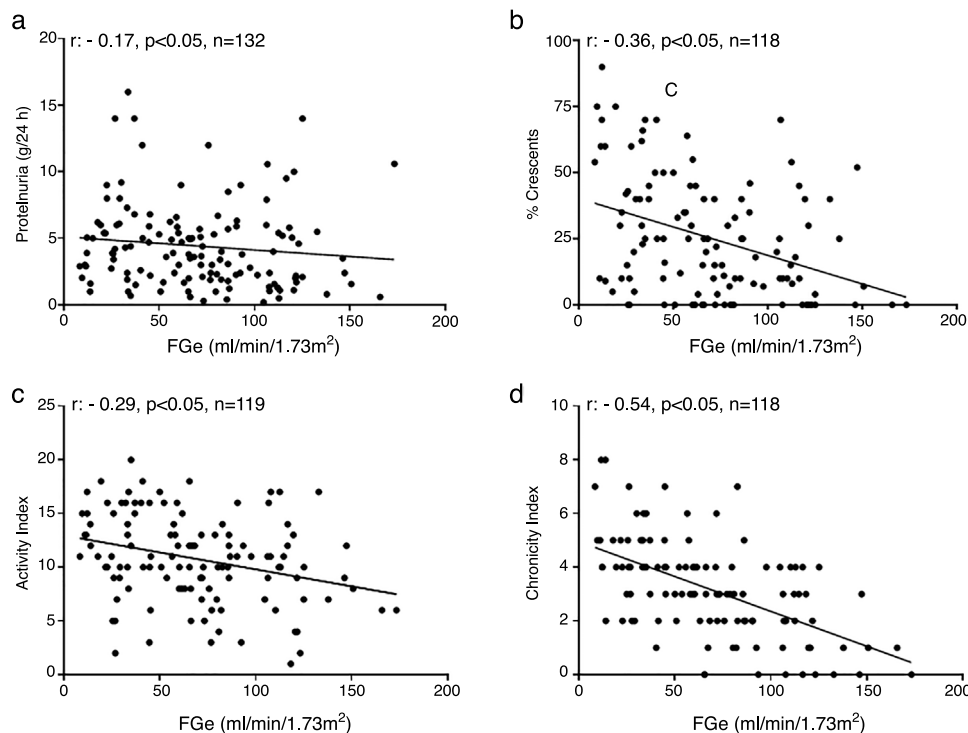 a
r: - 0.17, p<0.05, n=132
20
15
10
5
0
0 50 100 150 200
Protelnuria (g/24 h)
FGe (ml/min/1.73m²)
b
r: - 0.36, p<0.05, n=118
100
75
50
25
0
0 50 100 150 200
% Crescents
C
FGe (ml/min/1.73m²)
c
r: - 0.29, p<0.05, n=119
25
20
15
10
5
0
0 50 100 150 200
Activity Index
FGe (ml/min/1.73m²)
d
r: - 0.54, p<0.05, n=118
10
8
6
4
2
0
0 50 100 150 200
Chronicity Index
FGe (ml/min/1.73m²)